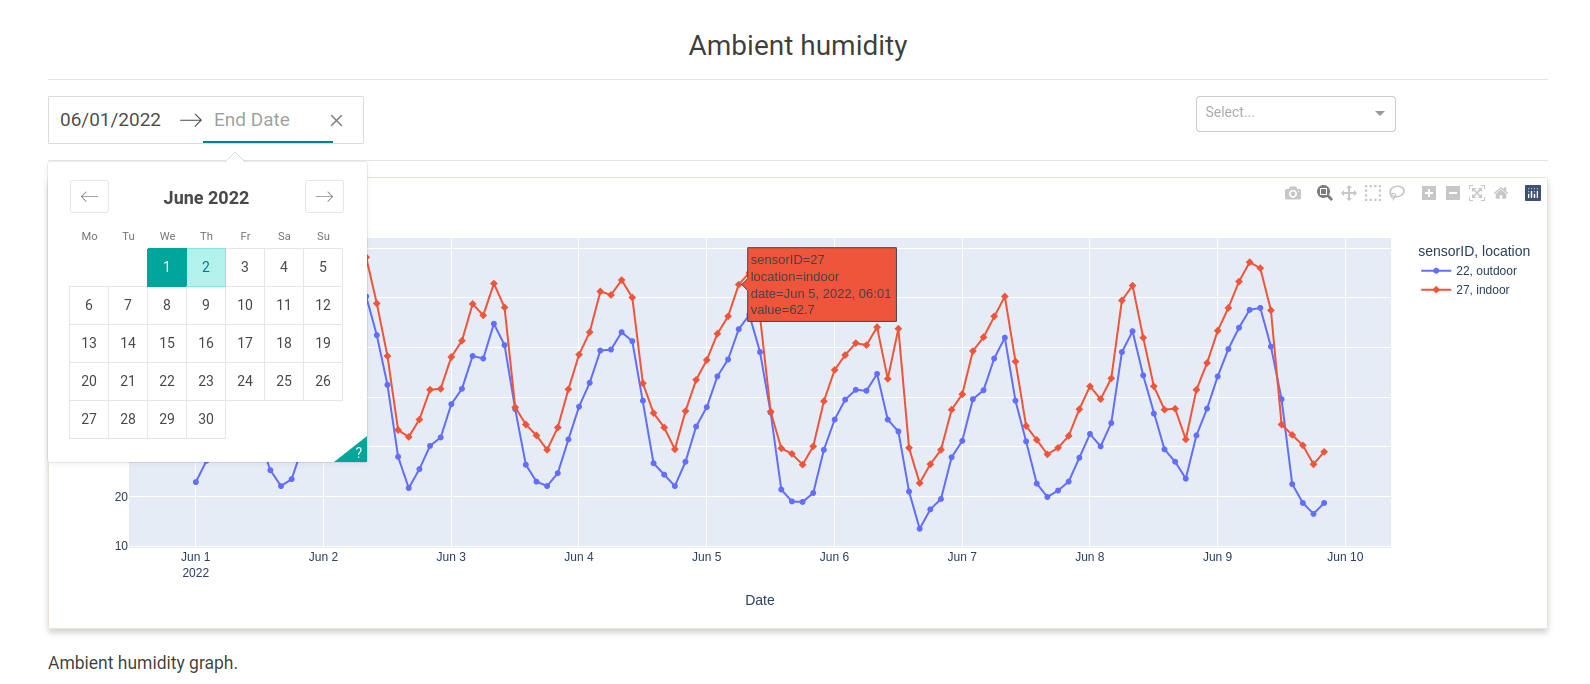 Ambient humidity
06/01/2022 → End Date ×
Select...
← June 2022 →
Mo Tu We Th Fr Sa Su
1 2 3 4 5
6 7 8 9 10 11 12
13 14 15 16 17 18 19
20 21 22 23 24 25 26
27 28 29 30
?
sensorID=27
location=indoor
date=Jun 5, 2022, 06:01
value=62.7
sensorID, location
22, outdoor
27, indoor
20
10
Jun 1 Jun 2 Jun 3 Jun 4 Jun 5 Jun 6 Jun 7 Jun 8 Jun 9 Jun 10
2022
Date
Ambient humidity graph.